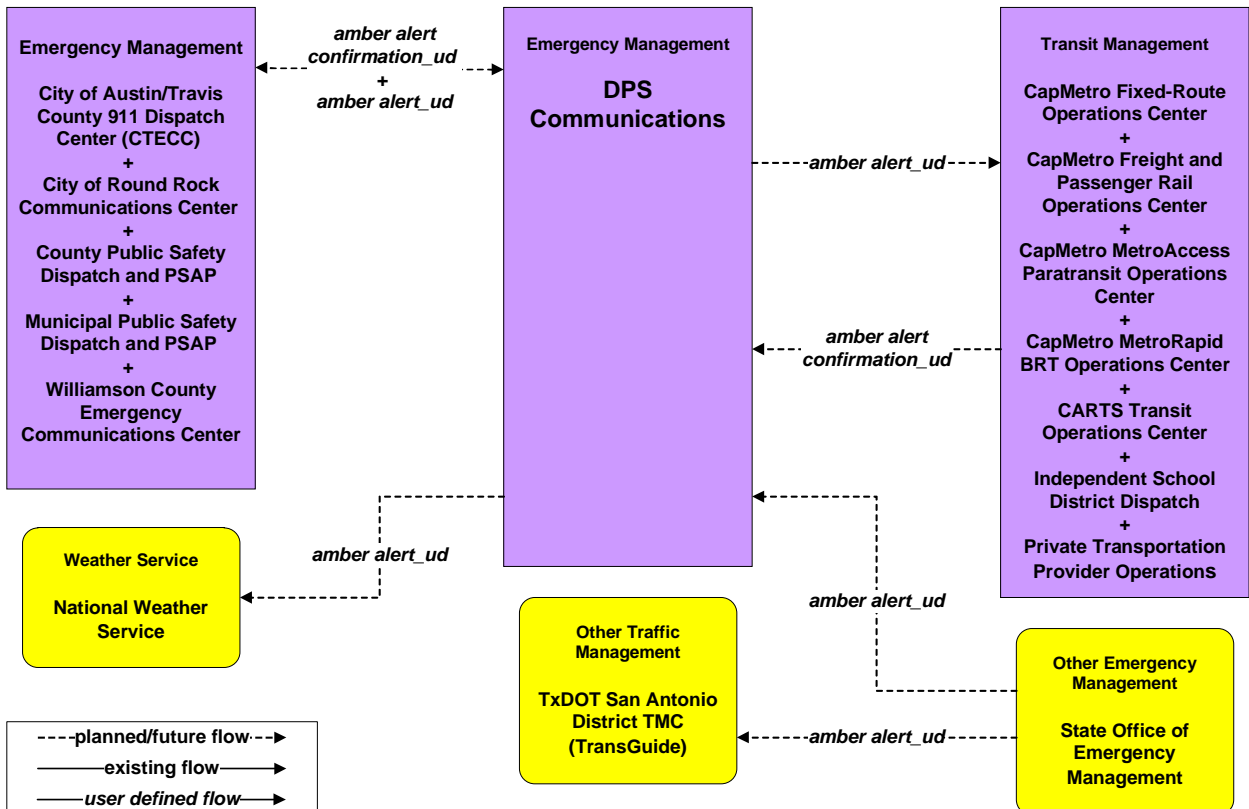 Emergency Management
City of Austin/Travis
County 911 Dispatch
Center (CTECC)
+
City of Round Rock
Communications Center
+
County Public Safety
Dispatch and PSAP
+
Municipal Public Safety
Dispatch and PSAP
+
Williamson County
Emergency
Communications Center
amber alert
confirmation_ud
+
amber alert_ud
Emergency Management
DPS
Communications
amber alert_ud
amber alert
confirmation_ud
Transit Management
CapMetro Fixed-Route
Operations Center
+
CapMetro Freight and
Passenger Rail
Operations Center
+
CapMetro MetroAccess
Paratransit Operations
Center
+
CapMetro MetroRapid
BRT Operations Center
+
CARTS Transit
Operations Center
+
Independent School
District Dispatch
+
Private Transportation
Provider Operations
Weather Service
National Weather
Service
amber alert_ud
Other Traffic
Management
TxDOT San Antonio
District TMC
(TransGuide)
amber alert_ud
amber alert_ud
Other Emergency
Management
State Office of
Emergency
Management
planned/future flow
existing flow
user defined flow